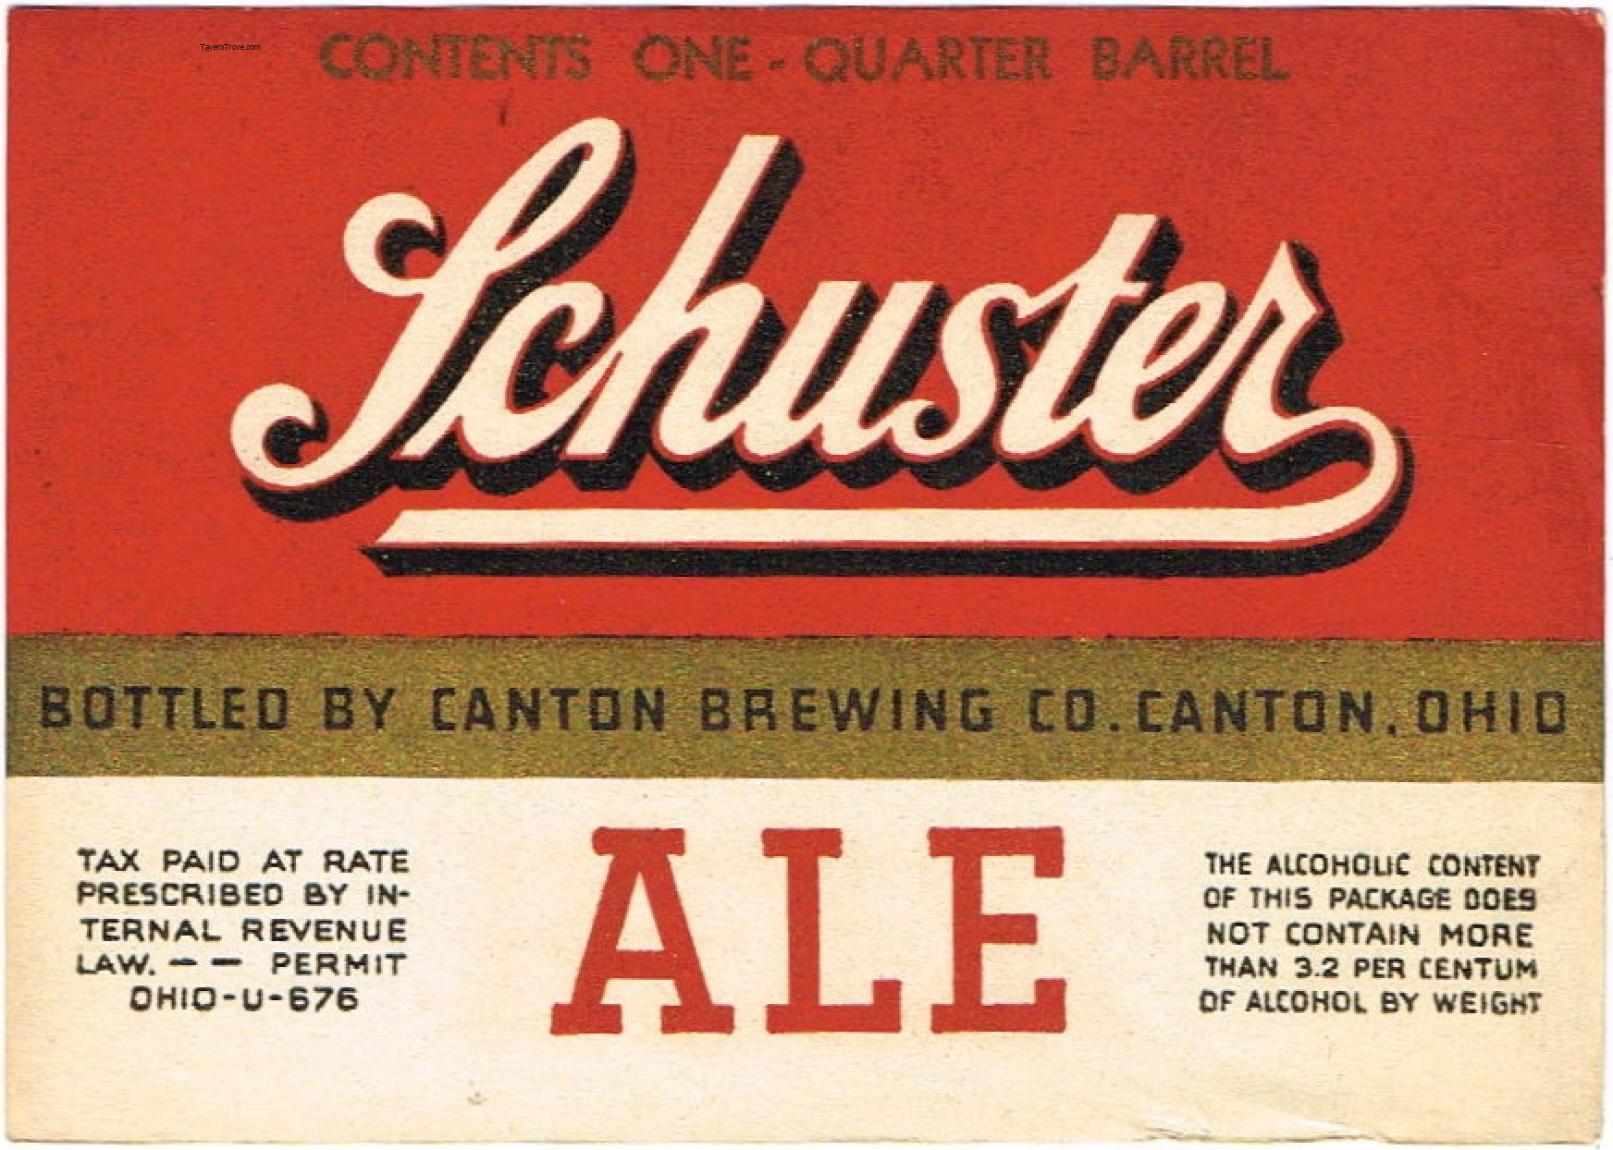 TavernTrove.com
CONTENTS ONE-QUARTER BARREL
Schuster
BOTTLED BY CANTON BREWING CO. CANTON, OHIO
TAX PAID AT RATE
PRESCRIBED BY IN-
TERNAL REVENUE
LAW. — — PERMIT
OHIO-U-676
ALE
THE ALCOHOLIC CONTENT
OF THIS PACKAGE DOES
NOT CONTAIN MORE
THAN 3.2 PER CENTUM
OF ALCOHOL BY WEIGHT